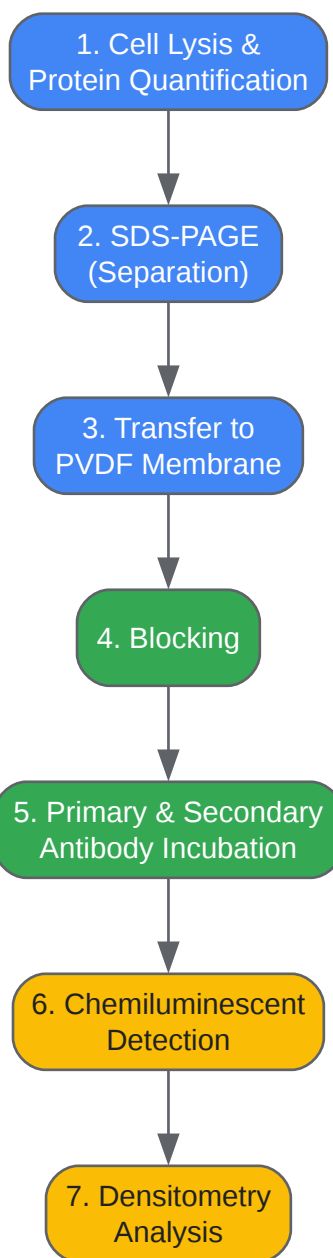 1. Cell Lysis &
Protein Quantification
2. SDS-PAGE
(Separation)
3. Transfer to
PVDF Membrane
4. Blocking
5. Primary & Secondary
Antibody Incubation
6. Chemiluminescent
Detection
7. Densitometry
Analysis